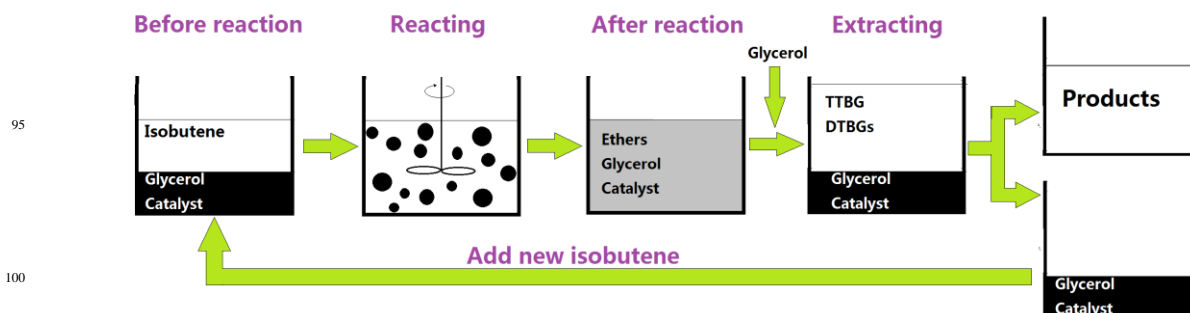 Before reaction
Reacting
After reaction
Extracting
Glycerol
95
Isobutene
Glycerol
Catalyst
Ethers
Glycerol
Catalyst
TTBG
DTBGs
Glycerol
Catalyst
Products
Add new isobutene
100
Glycerol
Catalyst